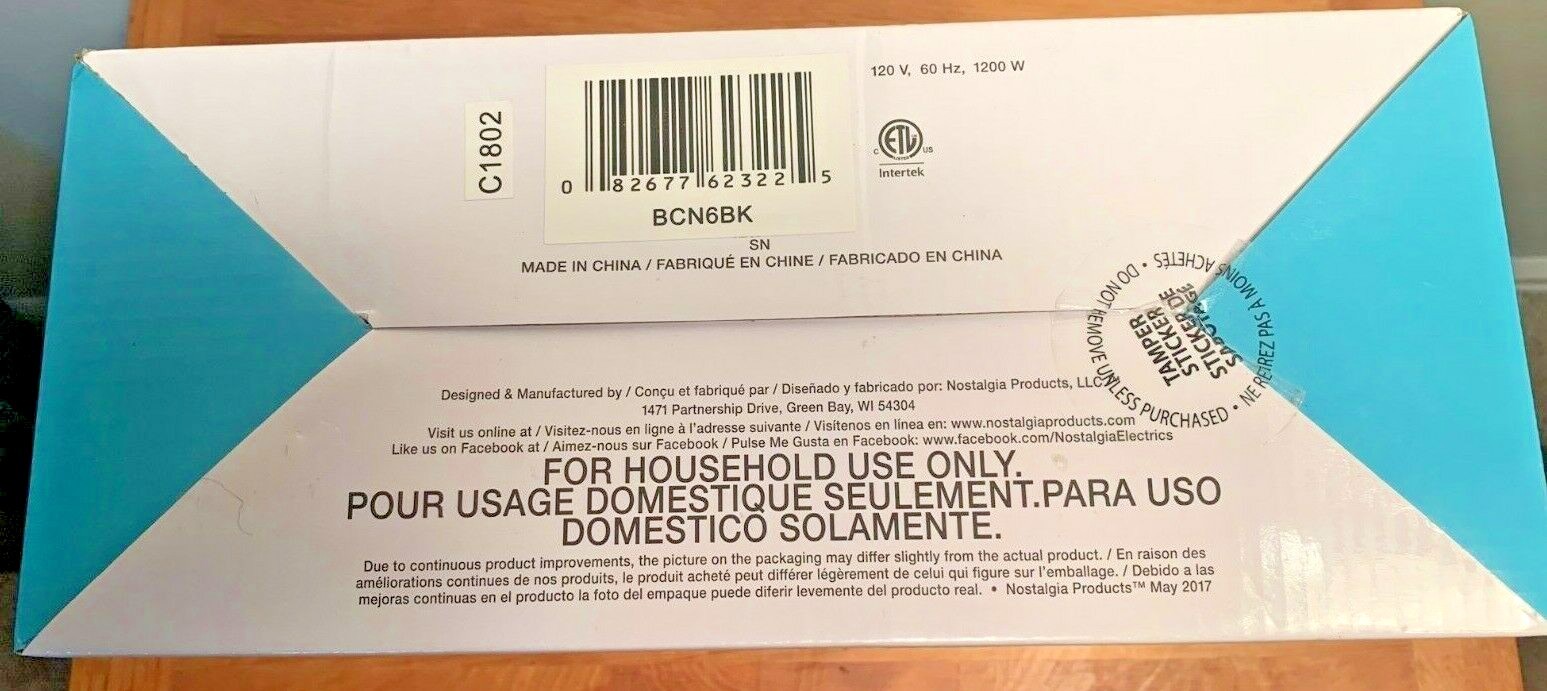 120 V, 60 Hz, 1200 W
C1802
0 82677 62322 5
BCN6BK
C ETL US
LISTED
Intertek
SN
MADE IN CHINA / FABRIQUÉ EN CHINE / FABRICADO EN CHINA
TAMPER
STICKER
STICKER DE
SABOTAGE
DO NOT REMOVE UNLESS PURCHASED • NE RETIREZ PAS A MOINS ACHETÉS •
Designed & Manufactured by / Conçu et fabriqué par / Diseñado y fabricado por: Nostalgia Products, LLC
1471 Partnership Drive, Green Bay, WI 54304
Visit us online at / Visitez-nous en ligne à l'adresse suivante / Visítenos en línea en: www.nostalgiaproducts.com
Like us on Facebook at / Aimez-nous sur Facebook / Pulse Me Gusta en Facebook: www.facebook.com/NostalgiaElectrics
FOR HOUSEHOLD USE ONLY.
POUR USAGE DOMESTIQUE SEULEMENT.PARA USO
DOMESTICO SOLAMENTE.
Due to continuous product improvements, the picture on the packaging may differ slightly from the actual product. / En raison des
améliorations continues de nos produits, le produit acheté peut différer légèrement de celui qui figure sur l'emballage. / Debido a las
mejoras continuas en el producto la foto del empaque puede diferir levemente del producto real. • Nostalgia Products™ May 2017